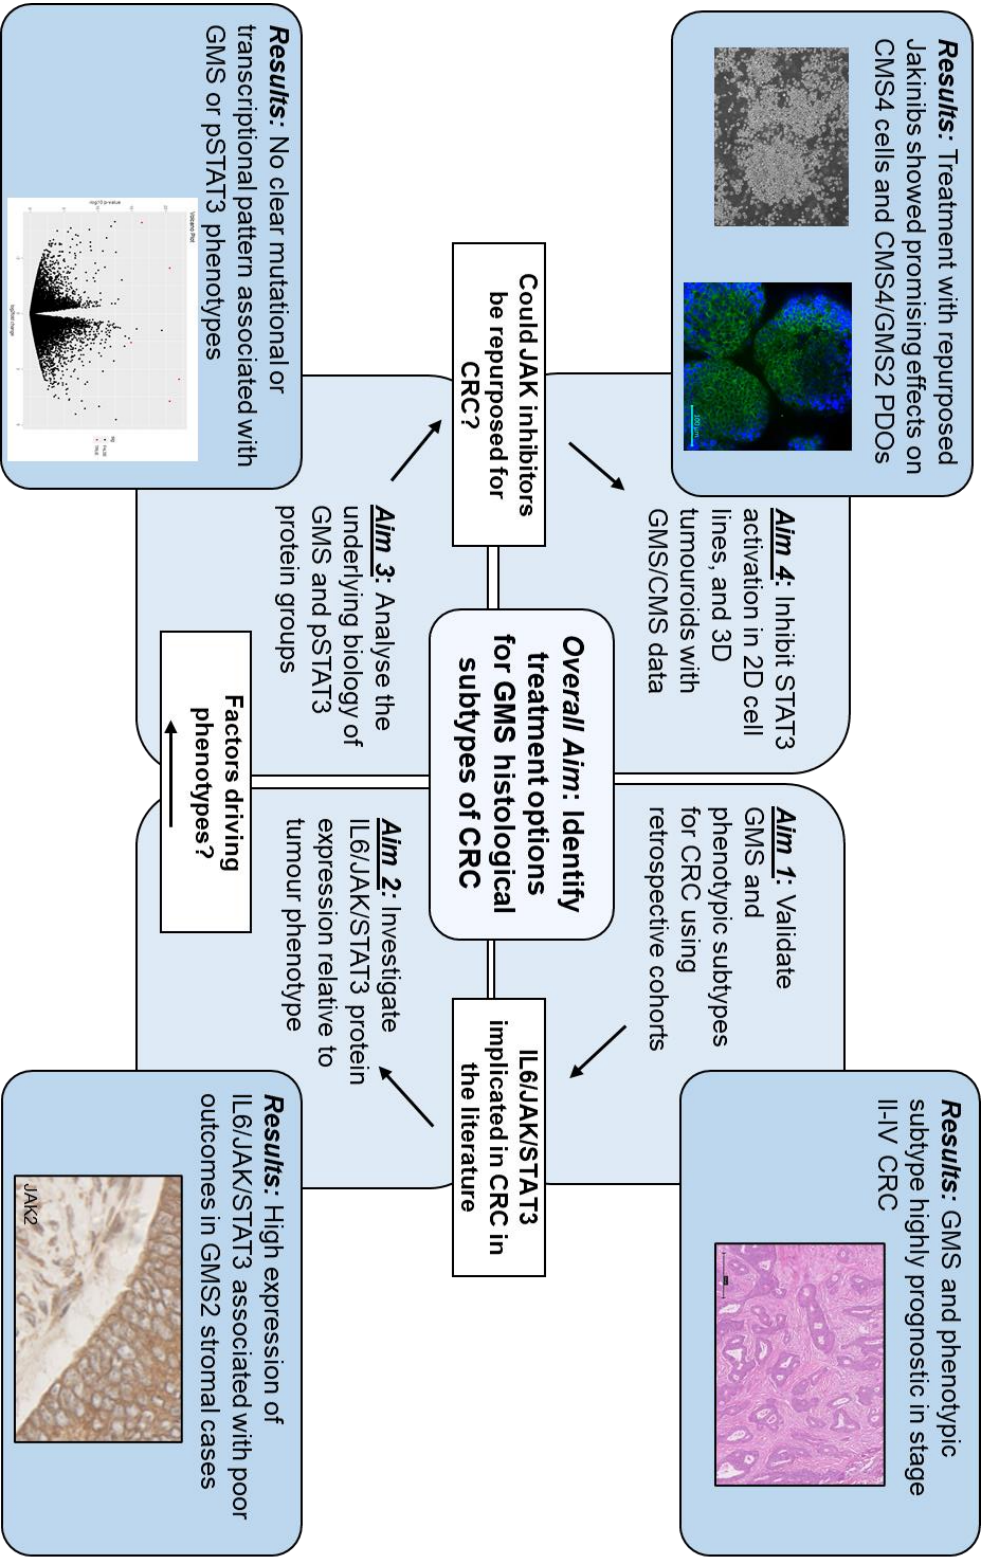 Results: Treatment with repurposed
Jakinibs showed promising effects on
CMS4 cells and CMS4/GMS2 PDOs
100 µm
Aim 4: Inhibit STAT3
activation in 2D cell
lines, and 3D
tumouroids with
GMS/CMS data
Aim 1: Validate
GMS and
phenotypic subtypes
for CRC using
retrospective cohorts
Results: GMS and phenotypic
subtype highly prognostic in stage
II-IV CRC
Could JAK inhibitors
be repurposed for
CRC?
Overall Aim: Identify
treatment options
for GMS histological
subtypes of CRC
IL6/JAK/STAT3
implicated in CRC in
the literature
Results: No clear mutational or
transcriptional pattern associated with
GMS or pSTAT3 phenotypes
Volcano Plot
Aim 3: Analyse the
underlying biology of
GMS and pSTAT3
protein groups
Factors driving
phenotypes?
Aim 2: Investigate
IL6/JAK/STAT3 protein
expression relative to
tumour phenotype
Results: High expression of
IL6/JAK/STAT3 associated with poor
outcomes in GMS2 stromal cases
JAK2